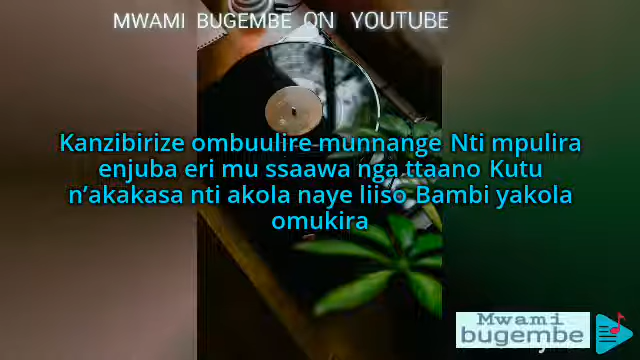 MWAMI BUGEMBE ON YOUTUBE
Kanzibirize ombuulire munnange Nti mpulira
enjuba eri mu ssaawa nga ttaano Kutu
n’akakasa nti akola naye liiso Bambi yakola
omukira
Mwami
bugembe